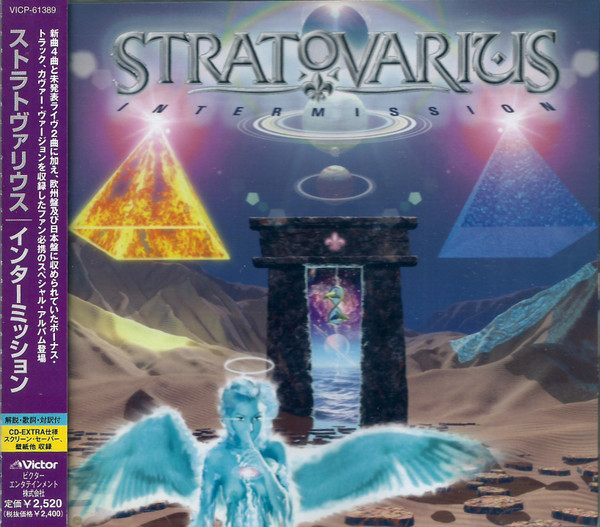 VICP-61389
ストラトヴァリウス/インターミッション
新曲4曲と未発表ライヴ2曲に加え、欧州盤及び日本盤に収められていたボーナス・
トラック、カヴァー・ヴァージョンを収録したファン必携のスペシャル・アルバム登場
解説・歌詞・対訳付
CD-EXTRA仕様
スクリーン・セーバー、
壁紙他 収録
Victor
ビクター
エンタテインメント
株式会社
定価¥2,520
(税抜価格¥2,400)
STRATOVARIUS
INTERMISSION